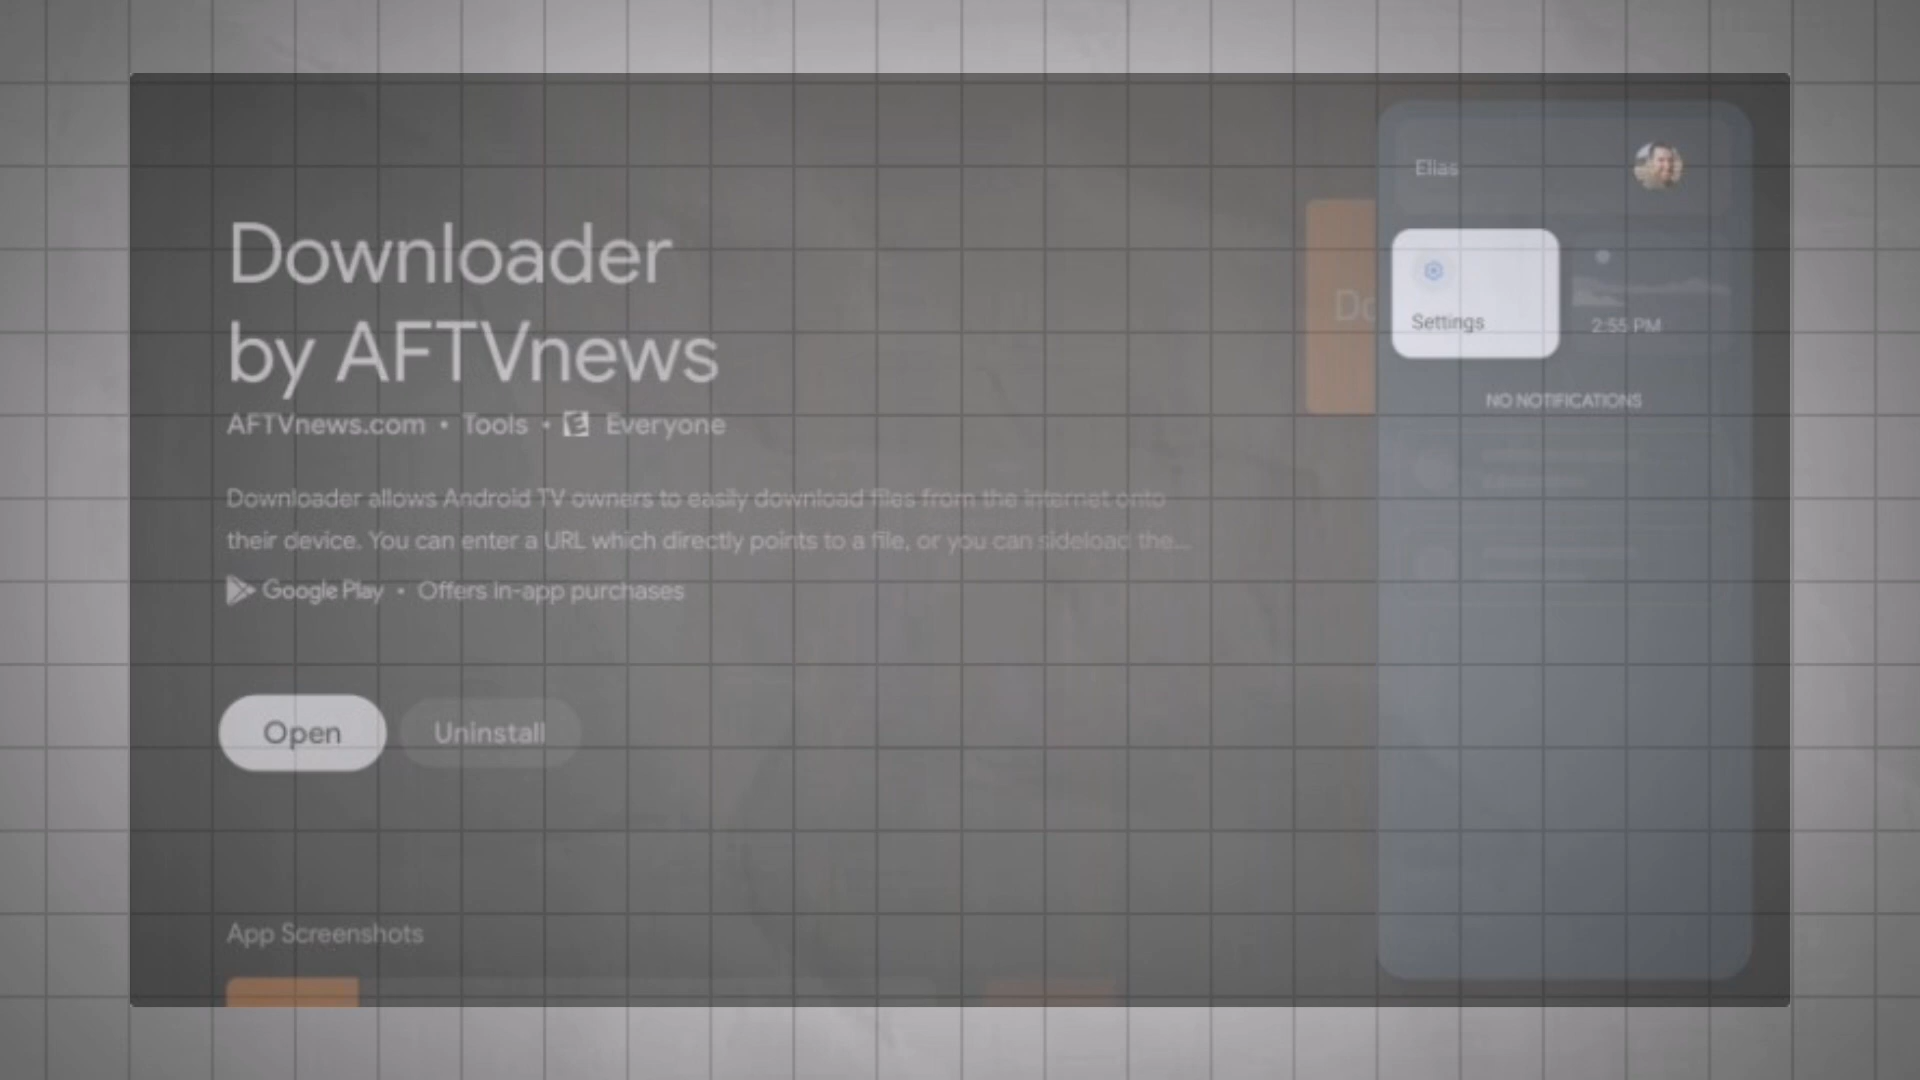 Downloader
by AFTVnews
AFTVnews.com • Tools • E Everyone
Downloader allows Android TV owners to easily download files from the internet onto
their device. You can enter a URL which directly points to a file, or you can sideload the...
Google Play • Offers in-app purchases
Open
Uninstall
App Screenshots
Do
Elias
Settings
2:55 PM
NO NOTIFICATIONS